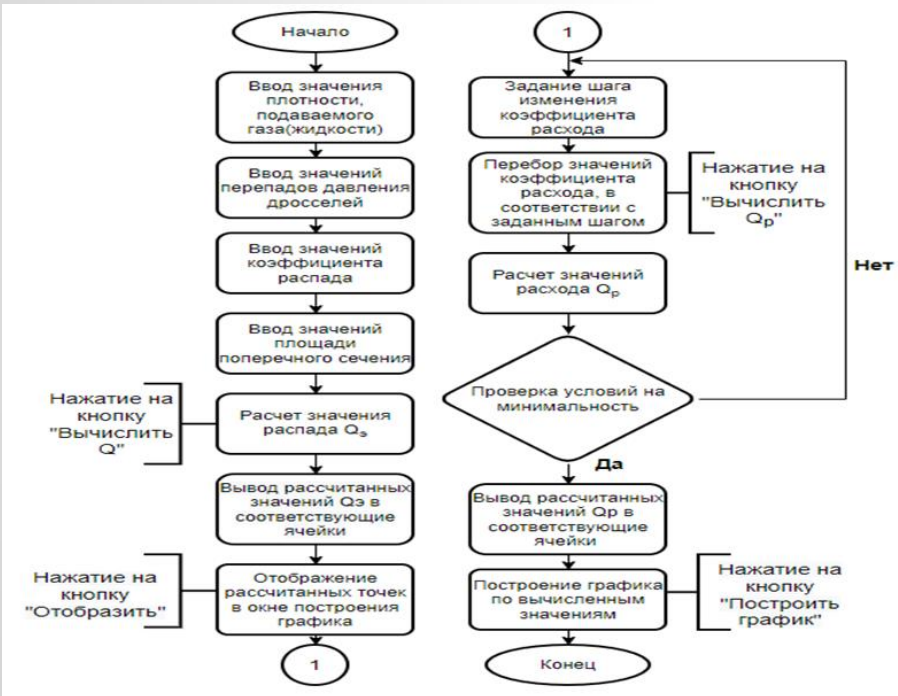 Начало
Ввод значения
плотности,
подаваемого
газа(жидкости)
Ввод значений
перепадов давления
дросселей
Ввод значений
коэффициента
распада
Ввод значений
площади
поперечного сечения
Нажатие на
кнопку
"Вычислить
Q"
Расчет значения
распада Qэ
Вывод рассчитанных
значений Qэ в
соответствующие
ячейки
Нажатие на
кнопку
"Отобразить"
Отображение
рассчитанных точек
в окне построения
графика
1
1
Задание шага
изменения
коэффициента
расхода
Перебор значений
коэффициента
расхода, в
соответствии с
заданным шагом
Нажатие на
кнопку
"Вычислить
Qр"
Расчет значений
расхода Qр
Нет
Проверка условий на
минимальность
Да
Вывод рассчитанных
значений Qр в
соответствующие
ячейки
Построение графика
по вычисленным
значениям
Нажатие на
кнопку
"Построить
график"
Конец